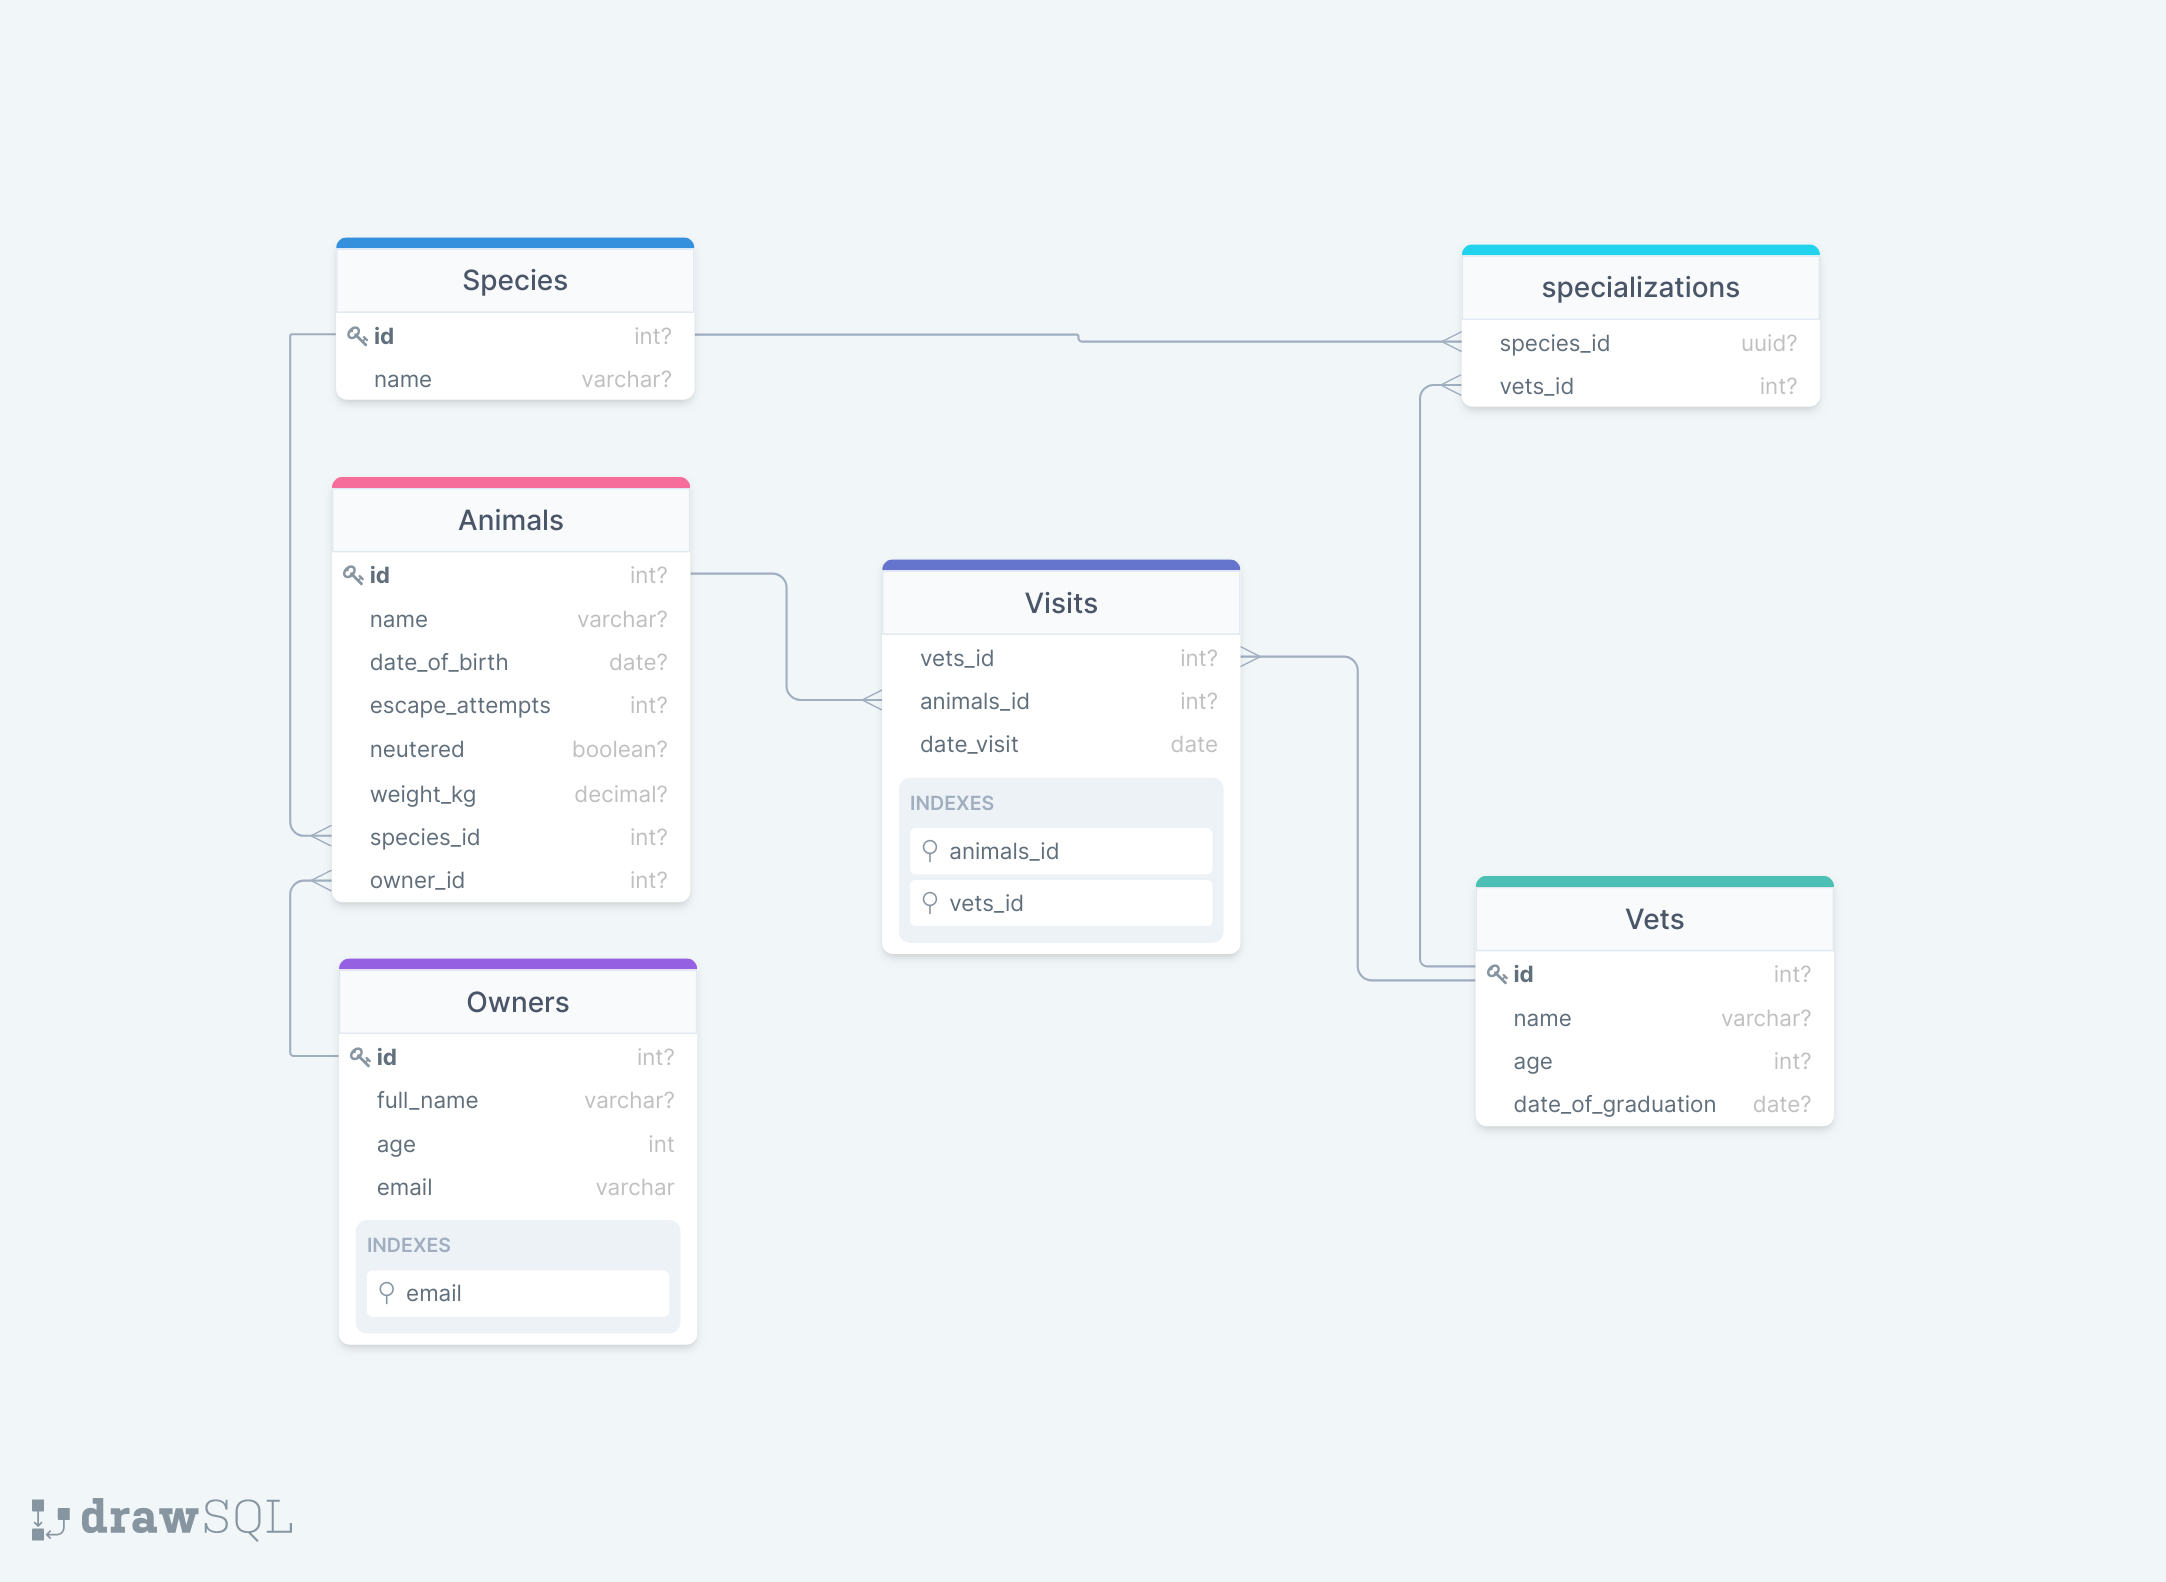 Species
id int?
name varchar?
specializations
species_id uuid?
vets_id int?
Animals
id int?
name varchar?
date_of_birth date?
escape_attempts int?
neutered boolean?
weight_kg decimal?
species_id int?
owner_id int?
Visits
vets_id int?
animals_id int?
date_visit date
INDEXES
animals_id
vets_id
Vets
id int?
name varchar?
age int?
date_of_graduation date?
Owners
id int?
full_name varchar?
age int
email varchar
INDEXES
email
drawSQL